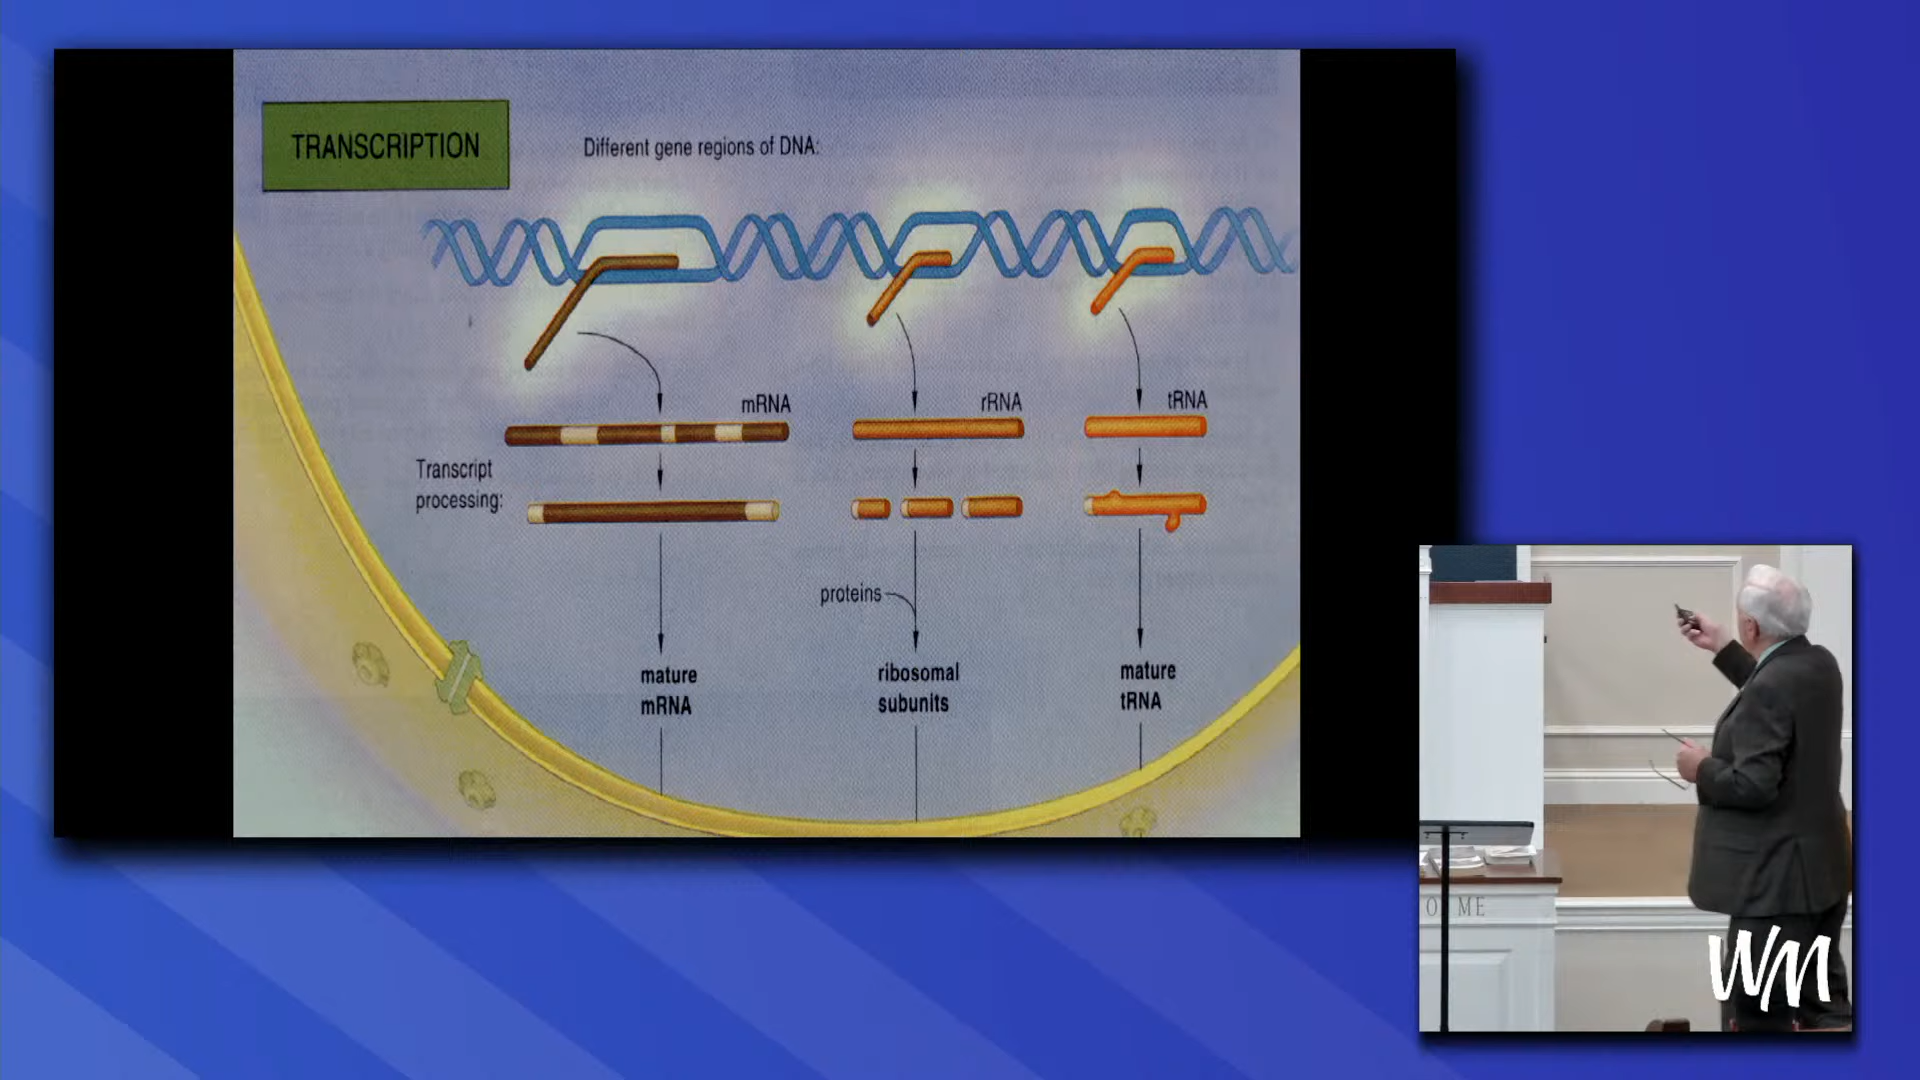 TRANSCRIPTION
Different gene regions of DNA:
mRNA
rRNA
tRNA
Transcript
processing:
proteins
mature
mRNA
ribosomal
subunits
mature
tRNA
OF ME
WM